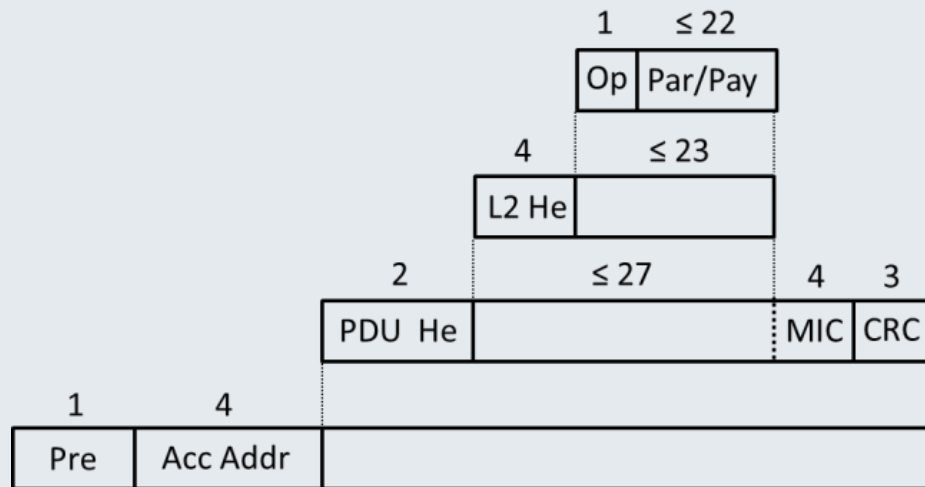 1 ≤ 22
Op Par/Pay
4 ≤ 23
L2 He
2 ≤ 27 4 3
PDU He MIC CRC
1 4
Pre Acc Addr